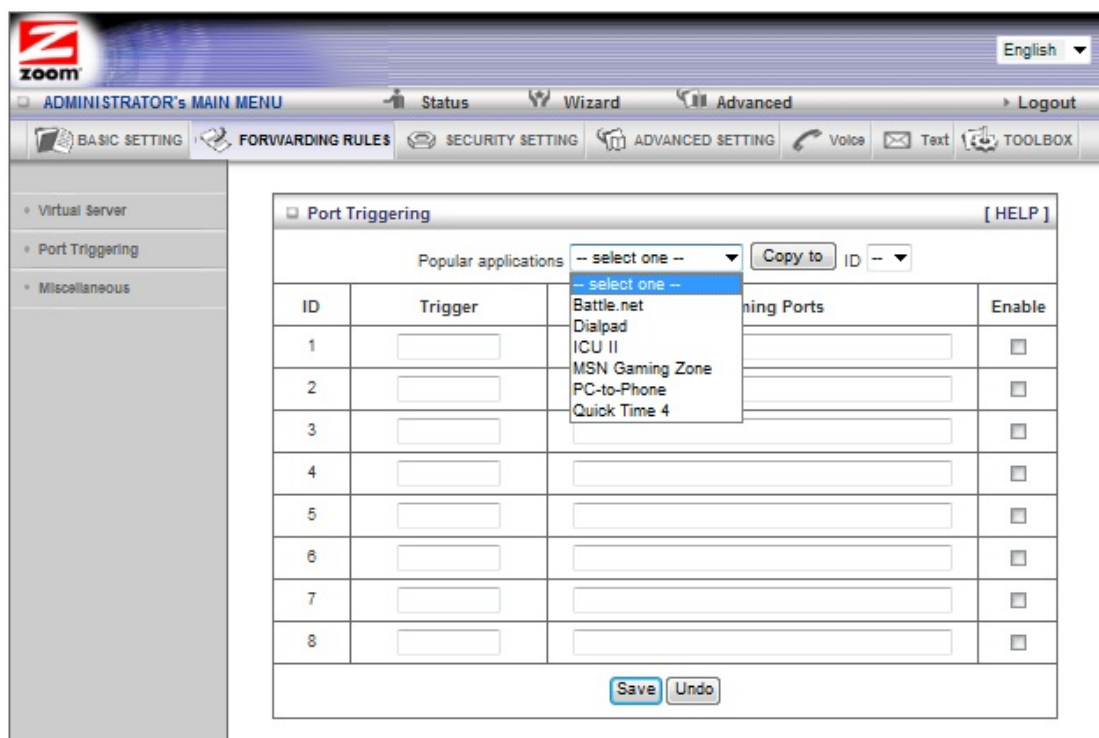 zoom
English
ADMINISTRATOR's MAIN MENU Status Wizard Advanced Logout
BASIC SETTING FORWARDING RULES SECURITY SETTING ADVANCED SETTING Voice Text TOOLBOX
Virtual Server
Port Triggering
Miscellaneous
Port Triggering [ HELP ]
Popular applications -- select one -- Copy to ID --
-- select one --
Battle.net
Dialpad
ICU II
MSN Gaming Zone
PC-to-Phone
Quick Time 4
ID Trigger Ports Enable
1
2
3
4
5
6
7
8
Save Undo